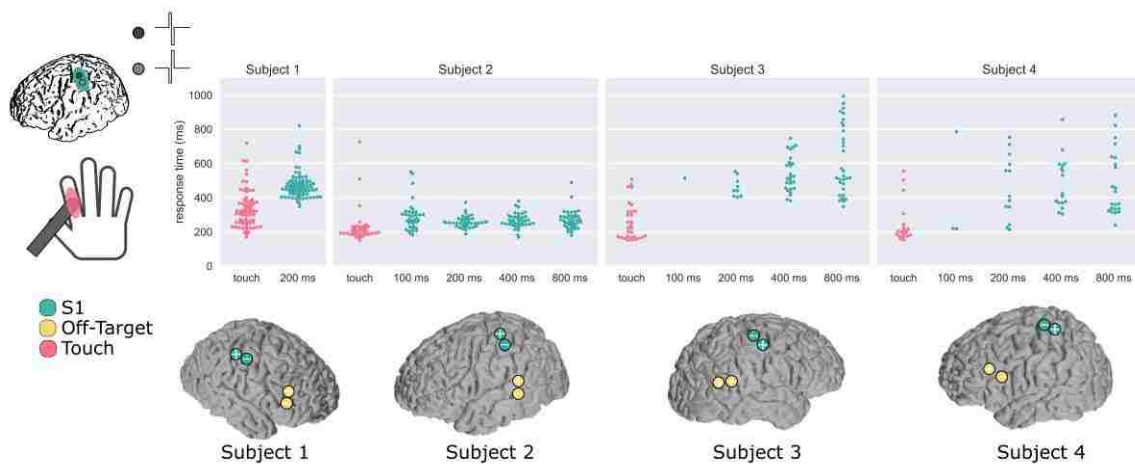 Subject 1
Subject 2
Subject 3
Subject 4
response time (ms)
1000
800
600
400
200
0
touch
200 ms
touch
100 ms
200 ms
400 ms
800 ms
touch
100 ms
200 ms
400 ms
800 ms
touch
100 ms
200 ms
400 ms
800 ms
S1
Off-Target
Touch
Subject 1
Subject 2
Subject 3
Subject 4